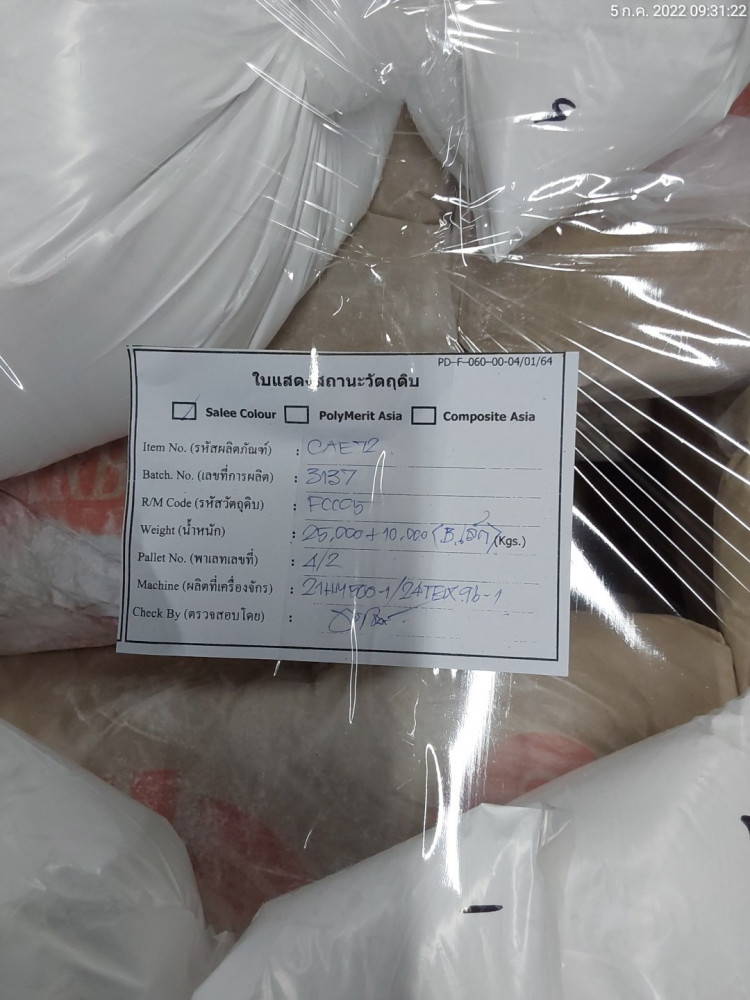 5 ก.ค. 2022 09:31:22
PD-F-060-00-04/01/64
ใบแสดงสถานะวัตถุดิบ
Salee Colour PolyMerit Asia Composite Asia
Item No. (รหัสผลิตภัณฑ์) : CAE72
Batch. No. (เลขที่การผลิต) : 3137
R/M Code (รหัสวัตถุดิบ) : FCC05
Weight (น้ำหนัก) : 25,000 + 10,000 (Kgs.)
Pallet No. (พาเลทเลขที่) : 4/2
Machine (ผลิตที่เครื่องจักร) : 21HM500-1/24TEX96-1
Check By (ตรวจสอบโดย) :